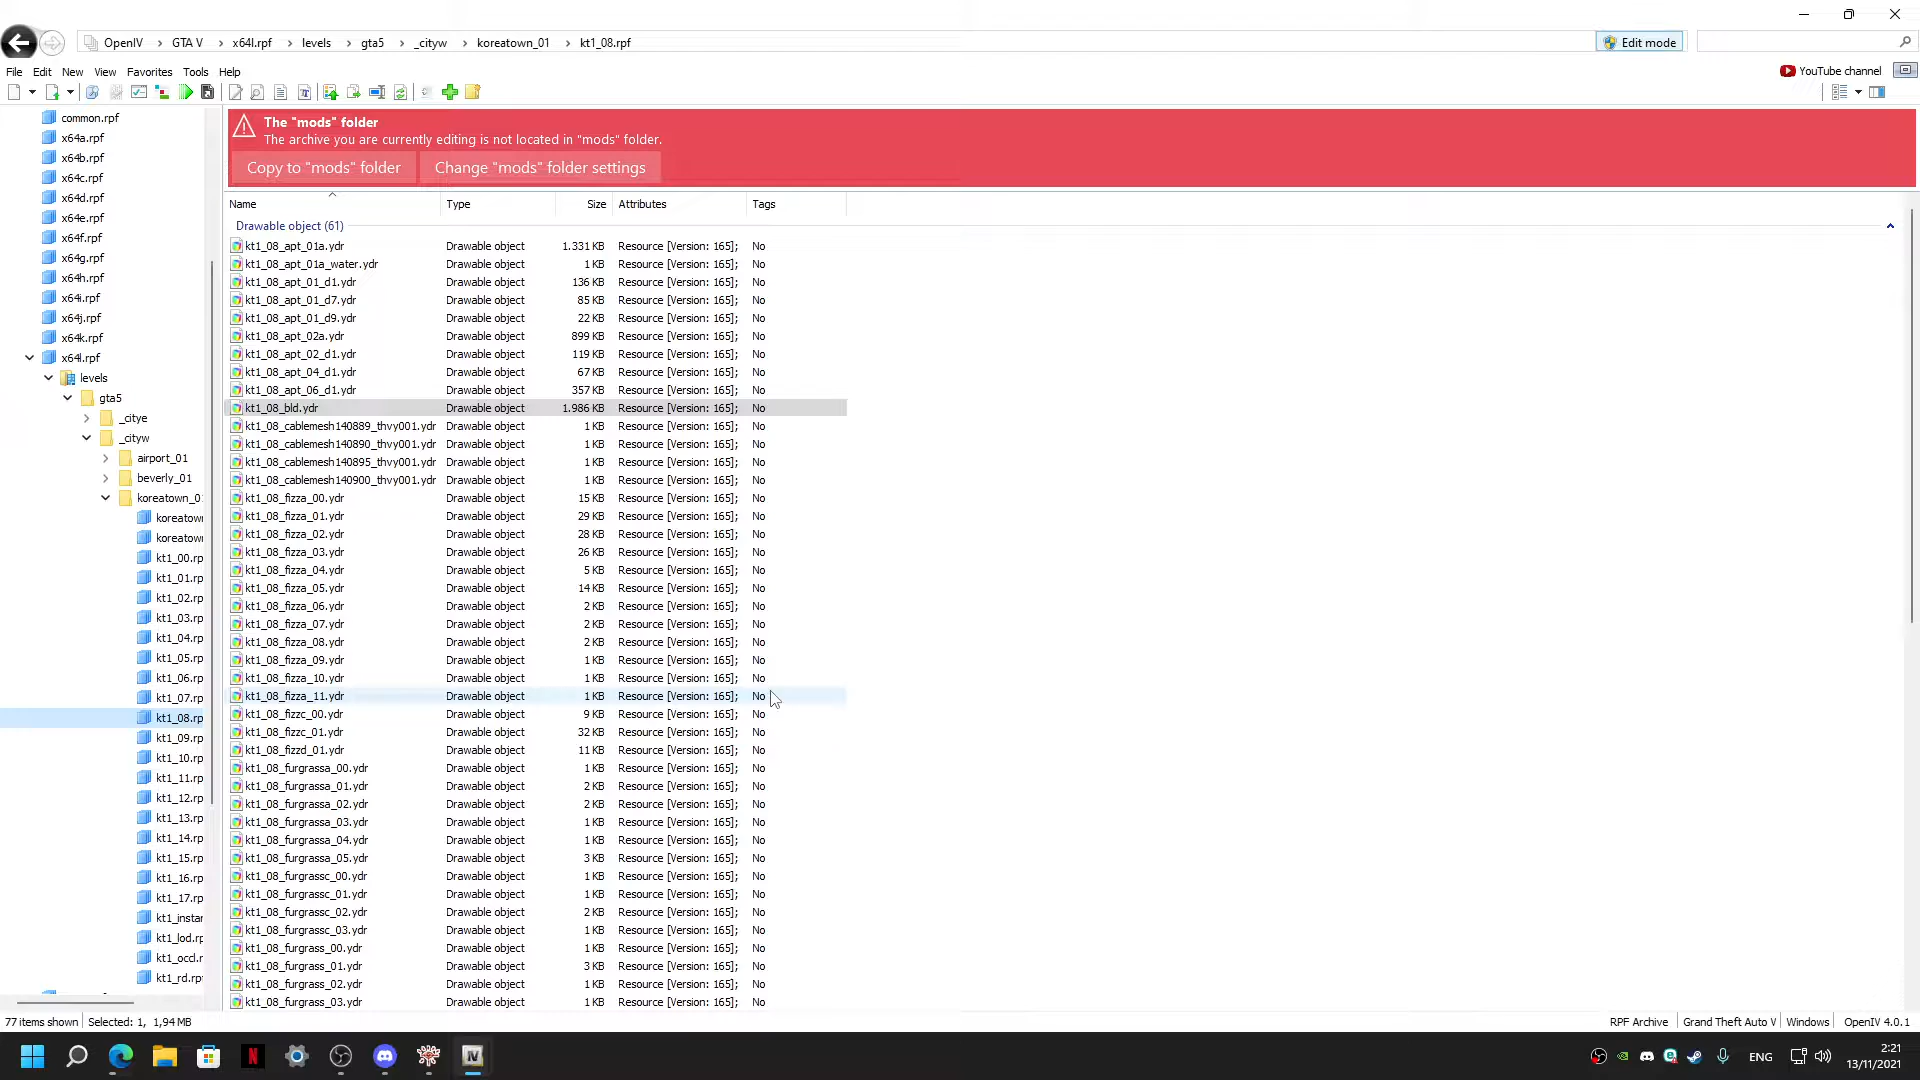 OpenIV › GTA V › x64l.rpf › levels › gta5 › _cityw › koreatown_01 › kt1_08.rpf
Edit mode
File Edit New View Favorites Tools Help
YouTube channel
common.rpf
x64a.rpf
x64b.rpf
x64c.rpf
x64d.rpf
x64e.rpf
x64f.rpf
x64g.rpf
x64h.rpf
x64i.rpf
x64j.rpf
x64k.rpf
x64l.rpf
levels
gta5
_citye
_cityw
airport_01
beverly_01
koreatown_0
koreatow
koreatow
kt1_00.rp
kt1_01.rp
kt1_02.rp
kt1_03.rp
kt1_04.rp
kt1_05.rp
kt1_06.rp
kt1_07.rp
kt1_08.rp
kt1_09.rp
kt1_10.rp
kt1_11.rp
kt1_12.rp
kt1_13.rp
kt1_14.rp
kt1_15.rp
kt1_16.rp
kt1_17.rp
kt1_instar
kt1_lod.rp
kt1_occl.r
kt1_rd.rp
The "mods" folder
The archive you are currently editing is not located in "mods" folder.
Copy to "mods" folder Change "mods" folder settings
Name Type Size Attributes Tags
Drawable object (61)
kt1_08_apt_01a.ydr Drawable object 1.331 KB Resource [Version: 165]; No
kt1_08_apt_01a_water.ydr Drawable object 1 KB Resource [Version: 165]; No
kt1_08_apt_01_d1.ydr Drawable object 136 KB Resource [Version: 165]; No
kt1_08_apt_01_d7.ydr Drawable object 85 KB Resource [Version: 165]; No
kt1_08_apt_01_d9.ydr Drawable object 22 KB Resource [Version: 165]; No
kt1_08_apt_02a.ydr Drawable object 899 KB Resource [Version: 165]; No
kt1_08_apt_02_d1.ydr Drawable object 119 KB Resource [Version: 165]; No
kt1_08_apt_04_d1.ydr Drawable object 67 KB Resource [Version: 165]; No
kt1_08_apt_06_d1.ydr Drawable object 357 KB Resource [Version: 165]; No
kt1_08_bld.ydr Drawable object 1.986 KB Resource [Version: 165]; No
kt1_08_cablemesh140889_thvy001.ydr Drawable object 1 KB Resource [Version: 165]; No
kt1_08_cablemesh140890_thvy001.ydr Drawable object 1 KB Resource [Version: 165]; No
kt1_08_cablemesh140895_thvy001.ydr Drawable object 1 KB Resource [Version: 165]; No
kt1_08_cablemesh140900_thvy001.ydr Drawable object 1 KB Resource [Version: 165]; No
kt1_08_fizza_00.ydr Drawable object 15 KB Resource [Version: 165]; No
kt1_08_fizza_01.ydr Drawable object 29 KB Resource [Version: 165]; No
kt1_08_fizza_02.ydr Drawable object 28 KB Resource [Version: 165]; No
kt1_08_fizza_03.ydr Drawable object 26 KB Resource [Version: 165]; No
kt1_08_fizza_04.ydr Drawable object 5 KB Resource [Version: 165]; No
kt1_08_fizza_05.ydr Drawable object 14 KB Resource [Version: 165]; No
kt1_08_fizza_06.ydr Drawable object 2 KB Resource [Version: 165]; No
kt1_08_fizza_07.ydr Drawable object 2 KB Resource [Version: 165]; No
kt1_08_fizza_08.ydr Drawable object 2 KB Resource [Version: 165]; No
kt1_08_fizza_09.ydr Drawable object 1 KB Resource [Version: 165]; No
kt1_08_fizza_10.ydr Drawable object 1 KB Resource [Version: 165]; No
kt1_08_fizza_11.ydr Drawable object 1 KB Resource [Version: 165]; No
kt1_08_fizzc_00.ydr Drawable object 9 KB Resource [Version: 165]; No
kt1_08_fizzc_01.ydr Drawable object 32 KB Resource [Version: 165]; No
kt1_08_fizzd_01.ydr Drawable object 11 KB Resource [Version: 165]; No
kt1_08_furgrassa_00.ydr Drawable object 1 KB Resource [Version: 165]; No
kt1_08_furgrassa_01.ydr Drawable object 2 KB Resource [Version: 165]; No
kt1_08_furgrassa_02.ydr Drawable object 2 KB Resource [Version: 165]; No
kt1_08_furgrassa_03.ydr Drawable object 1 KB Resource [Version: 165]; No
kt1_08_furgrassa_04.ydr Drawable object 1 KB Resource [Version: 165]; No
kt1_08_furgrassa_05.ydr Drawable object 3 KB Resource [Version: 165]; No
kt1_08_furgrassc_00.ydr Drawable object 1 KB Resource [Version: 165]; No
kt1_08_furgrassc_01.ydr Drawable object 1 KB Resource [Version: 165]; No
kt1_08_furgrassc_02.ydr Drawable object 2 KB Resource [Version: 165]; No
kt1_08_furgrassc_03.ydr Drawable object 1 KB Resource [Version: 165]; No
kt1_08_furgrass_00.ydr Drawable object 1 KB Resource [Version: 165]; No
kt1_08_furgrass_01.ydr Drawable object 3 KB Resource [Version: 165]; No
kt1_08_furgrass_02.ydr Drawable object 1 KB Resource [Version: 165]; No
kt1_08_furgrass_03.ydr Drawable object 1 KB Resource [Version: 165]; No
77 items shown Selected: 1, 1,94 MB RPF Archive Grand Theft Auto V Windows OpenIV 4.0.1
ENG 2:21
13/11/2021